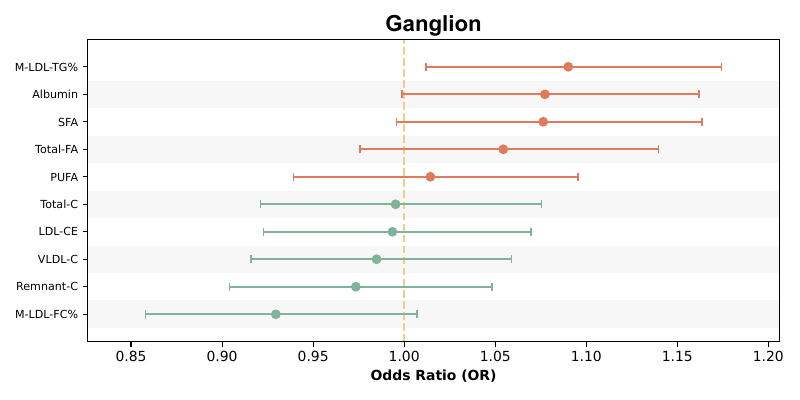 Ganglion
M-LDL-TG%
Albumin
SFA
Total-FA
PUFA
Total-C
LDL-CE
VLDL-C
Remnant-C
M-LDL-FC%
0.85 0.90 0.95 1.00 1.05 1.10 1.15 1.20
Odds Ratio (OR)